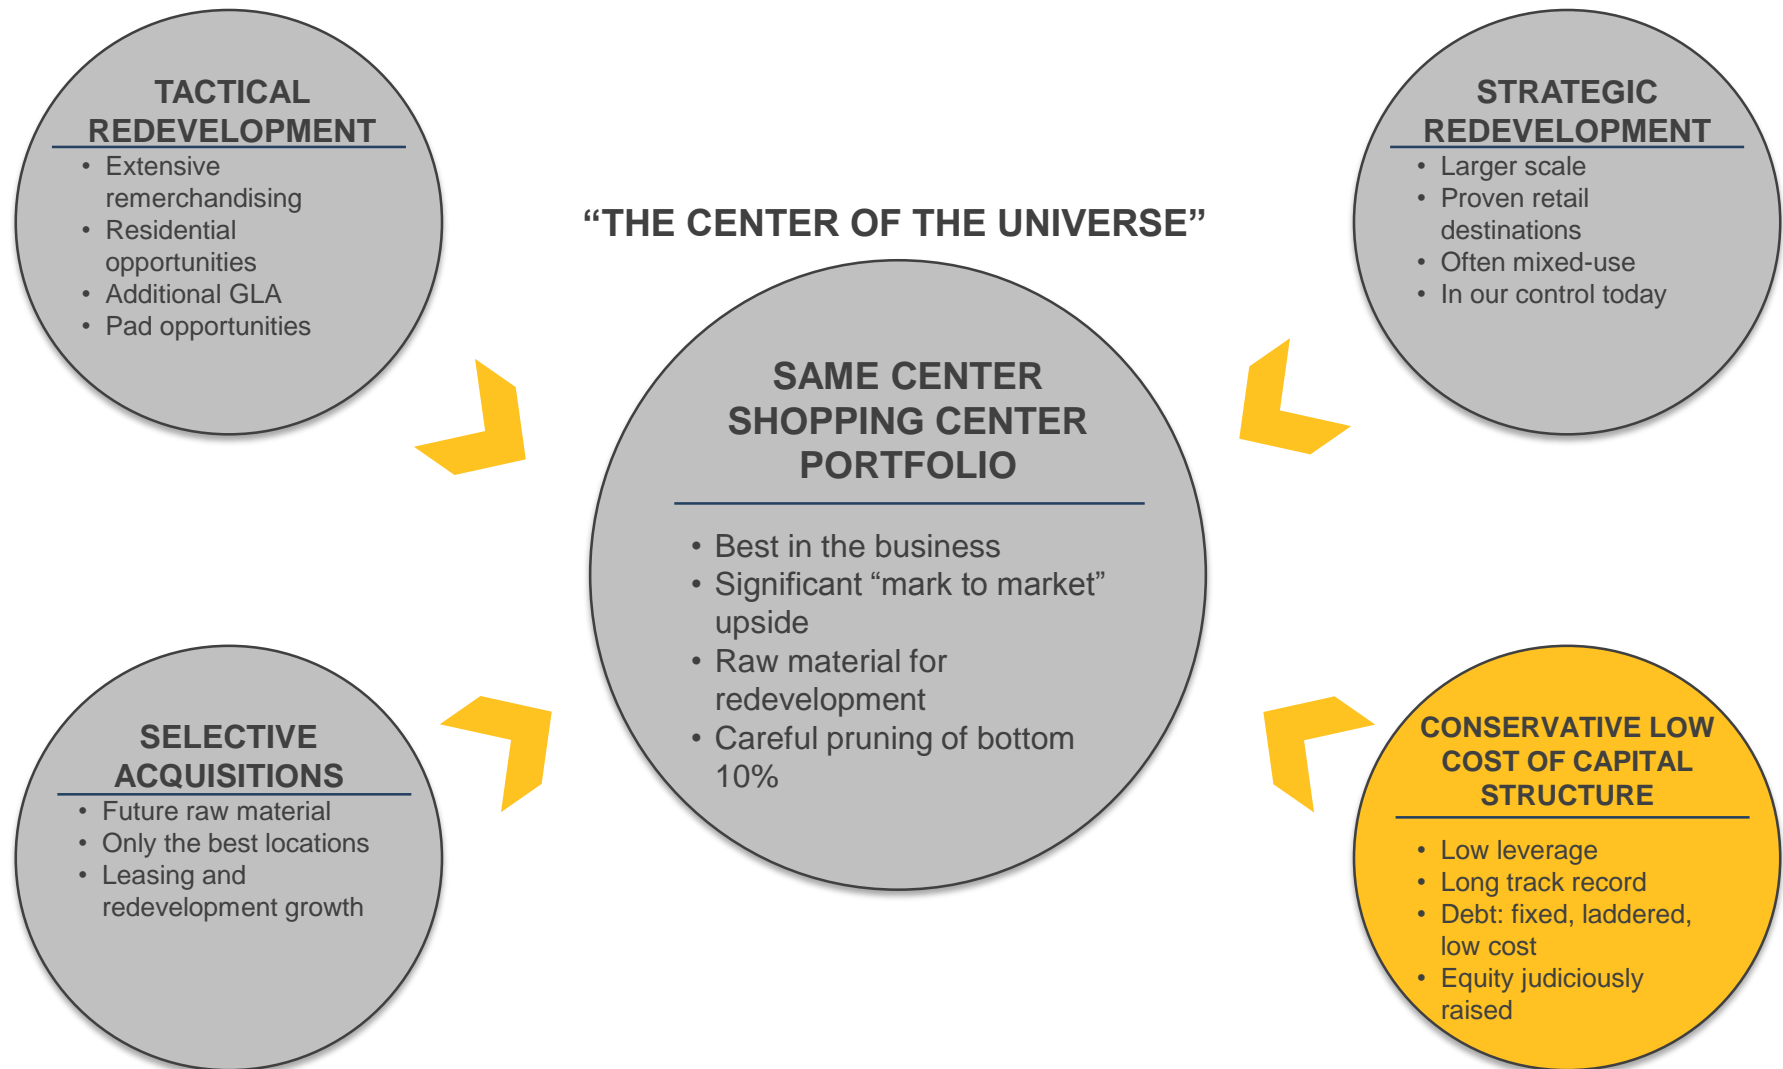 TACTICAL
REDEVELOPMENT
• Extensive
remerchandising
• Residential
opportunities
• Additional GLA
• Pad opportunities
STRATEGIC
REDEVELOPMENT
• Larger scale
• Proven retail
destinations
• Often mixed-use
• In our control today
“THE CENTER OF THE UNIVERSE”
SAME CENTER
SHOPPING CENTER
PORTFOLIO
• Best in the business
• Significant “mark to market”
upside
• Raw material for
redevelopment
• Careful pruning of bottom
10%
SELECTIVE
ACQUISITIONS
• Future raw material
• Only the best locations
• Leasing and
redevelopment growth
CONSERVATIVE LOW
COST OF CAPITAL
STRUCTURE
• Low leverage
• Long track record
• Debt: fixed, laddered,
low cost
• Equity judiciously
raised